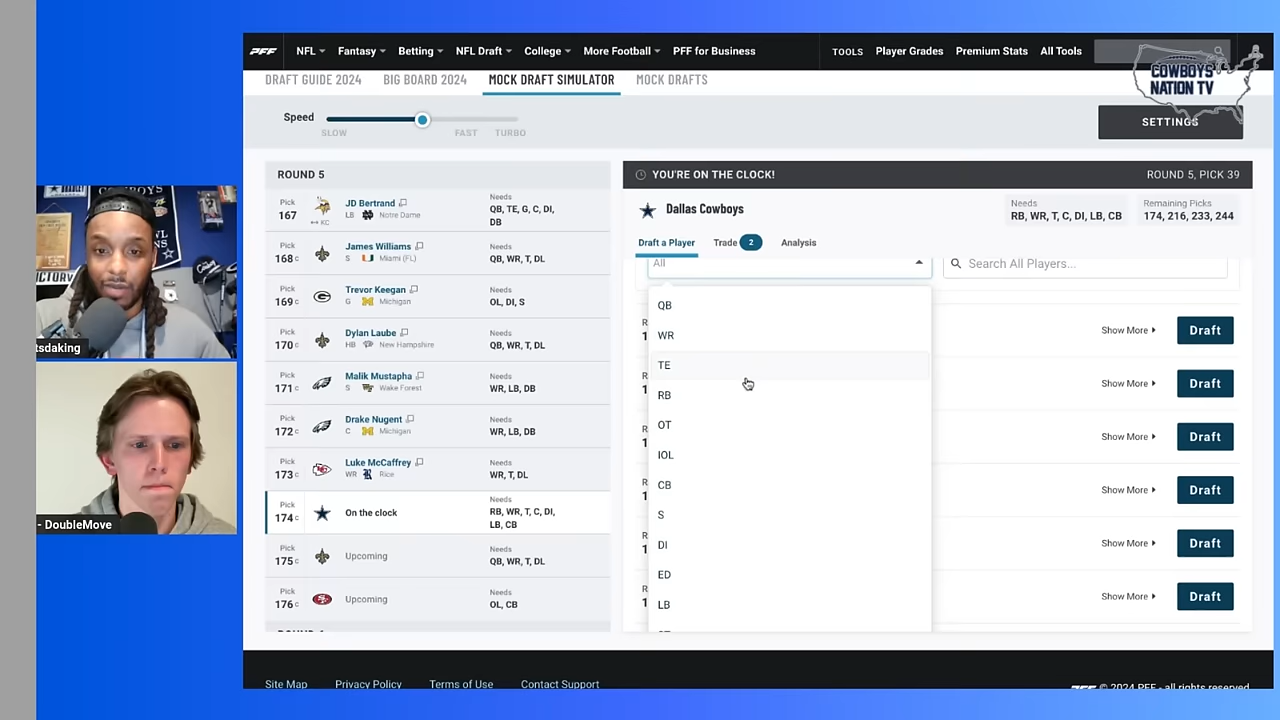 PFF NFL Fantasy Betting NFL Draft College More Football PFF for Business TOOLS Player Grades Premium Stats All Tools
COWBOYS
NATION TV
DRAFT GUIDE 2024 BIG BOARD 2024 MOCK DRAFT SIMULATOR MOCK DRAFTS
Speed
SLOW FAST TURBO
SETTINGS
ROUND 5
Pick 167 JD Bertrand LB Notre Dame Needs QB, TE, G, C, DI, DB
KC
Pick 168 c James Williams S Miami (FL) Needs QB, WR, T, DL
Pick 169 c Trevor Keegan G Michigan Needs OL, DI, S
Pick 170 c Dylan Laube HB New Hampshire Needs QB, WR, T, DL
Pick 171 c Malik Mustapha S Wake Forest Needs WR, LB, DB
Pick 172 c Drake Nugent C Michigan Needs WR, LB, DB
Pick 173 c Luke McCaffrey WR Rice Needs WR, T, DL
Pick 174 c On the clock Needs RB, WR, T, C, DI, LB, CB
Pick 175 c Upcoming Needs QB, WR, T, DL
Pick 176 c Upcoming Needs OL, CB
YOU'RE ON THE CLOCK! ROUND 5, PICK 39
Dallas Cowboys
Needs
RB, WR, T, C, DI, LB, CB
Remaining Picks
174, 216, 233, 244
Draft a Player Trade 2 Analysis
All
Search All Players...
QB
WR
TE
RB
OT
IOL
CB
S
DI
ED
LB
Show More Draft
Show More Draft
Show More Draft
Show More Draft
Show More Draft
Show More Draft
Site Map Privacy Policy Terms of Use Contact Support
PFF © 2024 PFF - all rights reserved
tsdaking
- DoubleMove